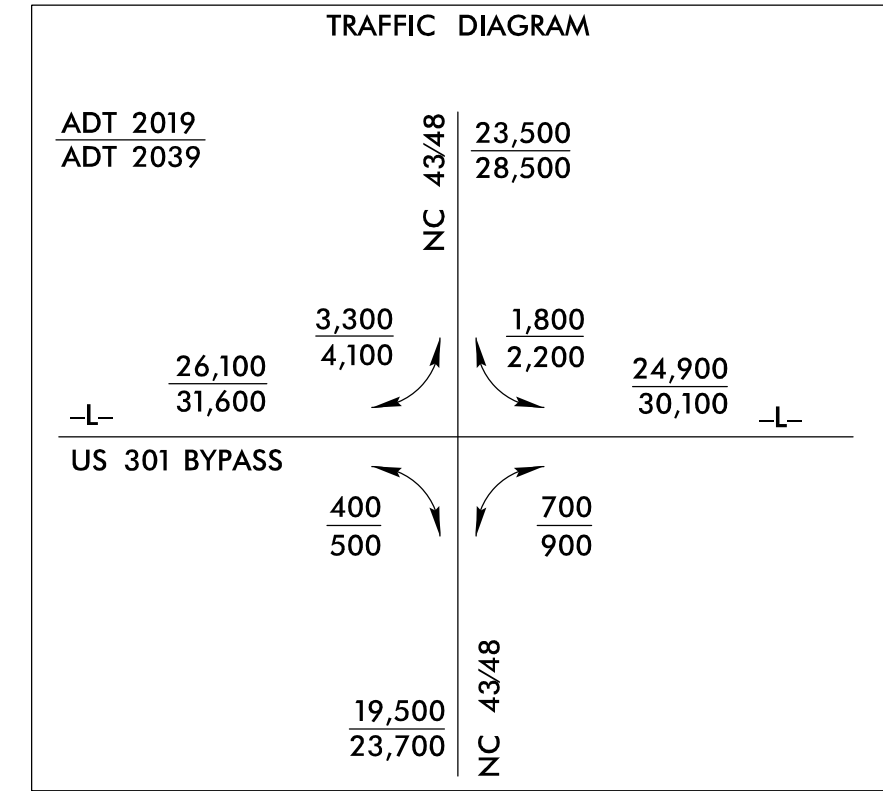 TRAFFIC DIAGRAM
ADT 2019
ADT 2039
NC 43/48
23,500
28,500
3,300
4,100
1,800
2,200
26,100
31,600
24,900
30,100
–L–
–L–
US 301 BYPASS
400
500
700
900
19,500
23,700
NC 43/48